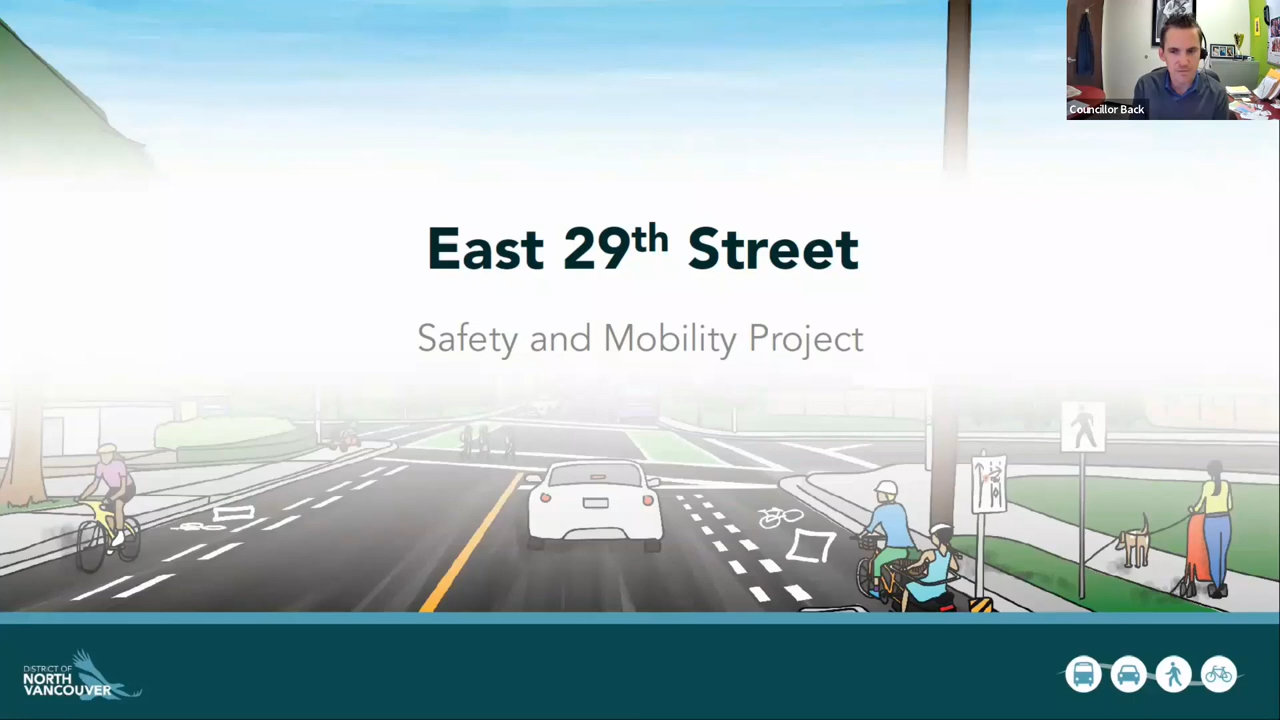 Councillor Back
East 29th Street
Safety and Mobility Project
DISTRICT OF
NORTH
VANCOUVER